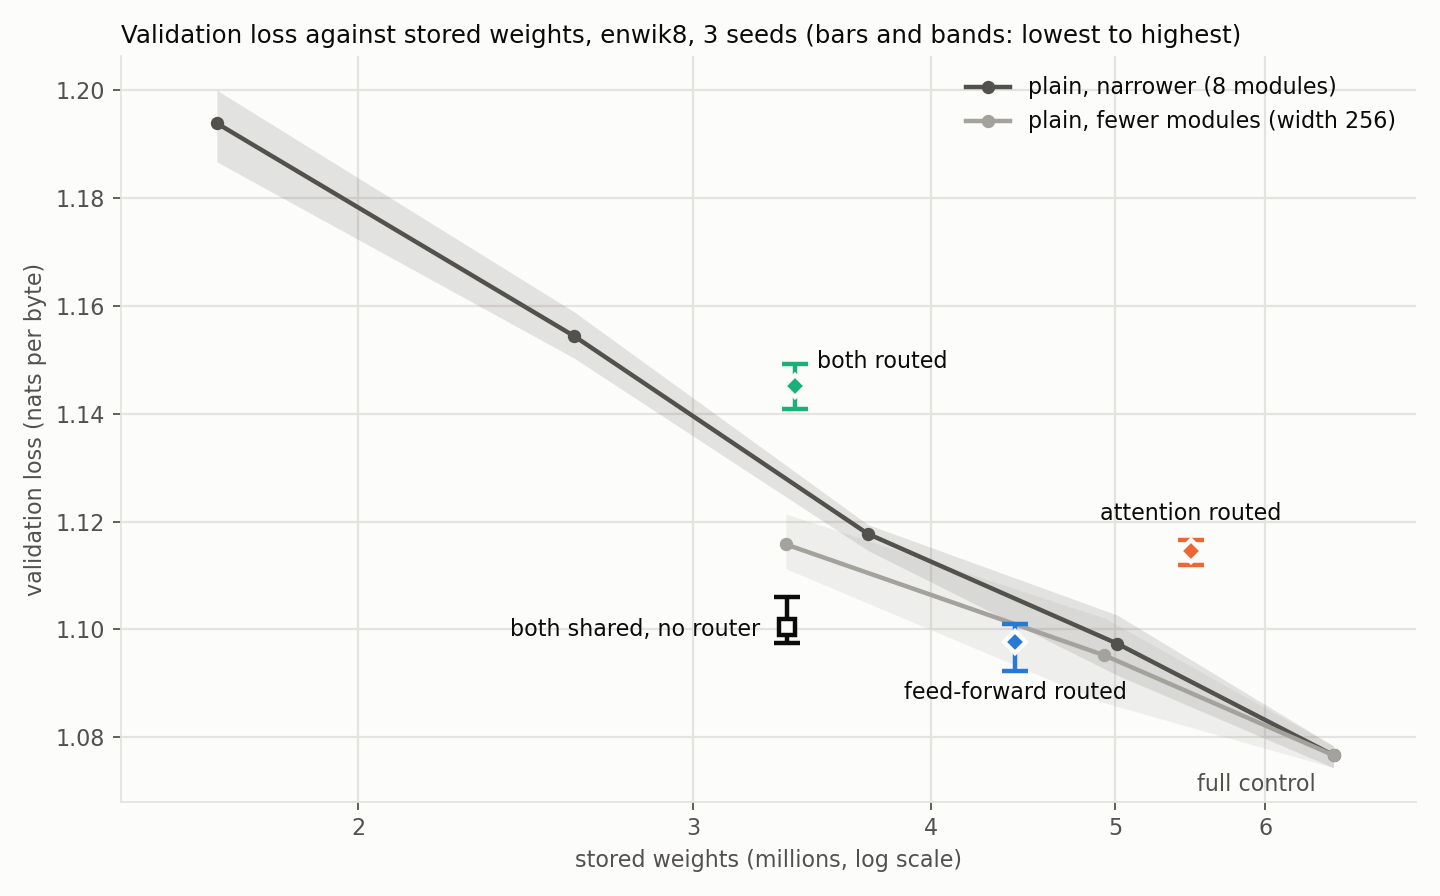 Validation loss against stored weights, enwik8, 3 seeds (bars and bands: lowest to highest)
plain, narrower (8 modules)
plain, fewer modules (width 256)
validation loss (nats per byte)
1.20
1.18
1.16
1.14
1.12
1.10
1.08
both routed
attention routed
both shared, no router
feed-forward routed
full control
2
3
4
5
6
stored weights (millions, log scale)